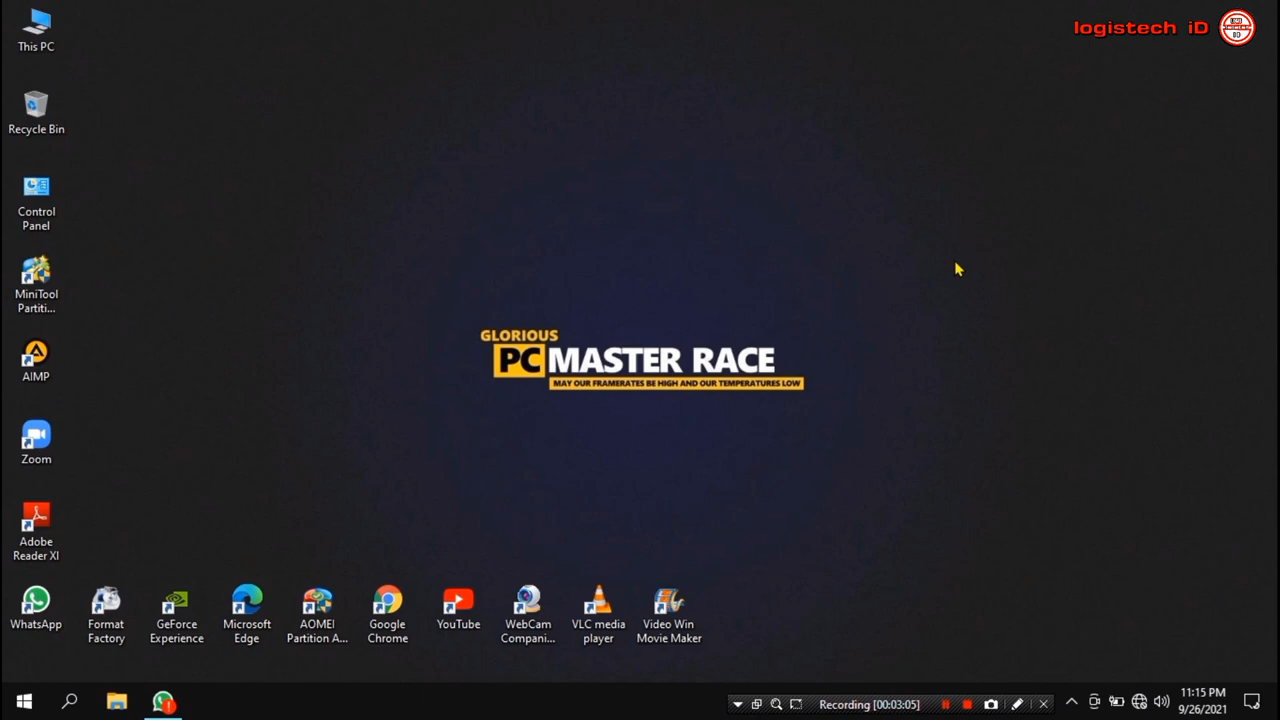 This PC
logistech iD
Recycle Bin
Control
Panel
MiniTool
Partiti...
AIMP
Zoom
Adobe
Reader XI
GLORIOUS
PC MASTER RACE
MAY OUR FRAMERATES BE HIGH AND OUR TEMPERATURES LOW
WhatsApp
Format
Factory
GeForce
Experience
Microsoft
Edge
AOMEI
Partition A...
Google
Chrome
YouTube
WebCam
Compani...
VLC media
player
Video Win
Movie Maker
Recording [00:03:05]
11:15 PM
9/26/2021